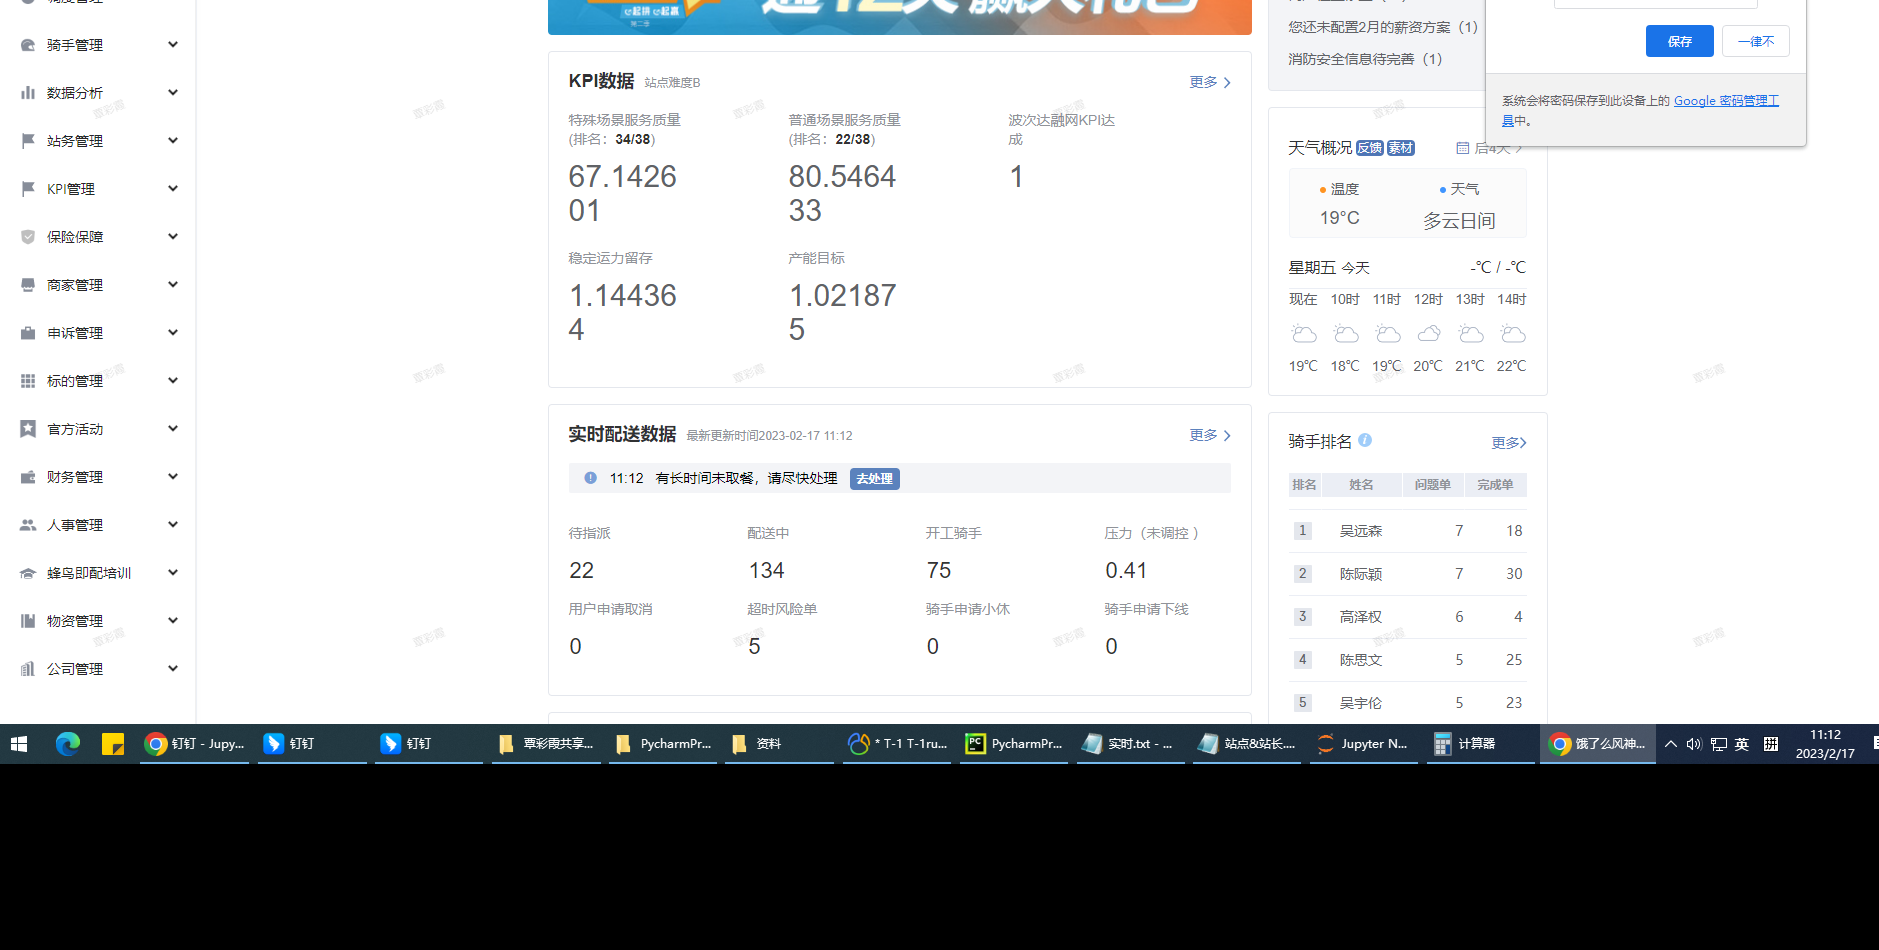 骑手管理
数据分析
站务管理
KPI管理
保险保障
商家管理
申诉管理
标的管理
官方活动
财务管理
人事管理
蜂鸟即配培训
物资管理
公司管理
KPI数据 站点难度B 更多
特殊场景服务质量 普通场景服务质量 波次达融网KPI达
(排名：34/38) (排名：22/38) 成
67.1426 80.5464 1
01 33
稳定运力留存 产能目标
1.14436 1.02187
4 5
实时配送数据 最新更新时间2023-02-17 11:12 更多
11:12 有长时间未取餐，请尽快处理 去处理
待指派 配送中 开工骑手 压力（未调控 ）
22 134 75 0.41
用户申请取消 超时风险单 骑手申请小休 骑手申请下线
0 5 0 0
您还未配置2月的薪资方案（1）
消防安全信息待完善（1）
保存 一律不
系统会将密码保存到此设备上的 Google 密码管理工
具中。
天气概况 反馈 素材 后4天
温度 天气
19°C 多云日间
星期五 今天 -℃ / -℃
现在 10时 11时 12时 13时 14时
19℃ 18℃ 19℃ 20℃ 21℃ 22℃
骑手排名 更多
排名 姓名 问题单 完成单
1 吴远森 7 18
2 陈际颖 7 30
3 高泽权 6 4
4 陈思文 5 25
5 吴宇伦 5 23
钉钉 - Jupy... 钉钉 钉钉 覃彩霞共享... PycharmPr... 资料 * T-1 T-1ru... PycharmPr... 实时.txt - ... 站点&站长.... Jupyter N... 计算器 饿了么风神... 英 拼 11:12
2023/2/17